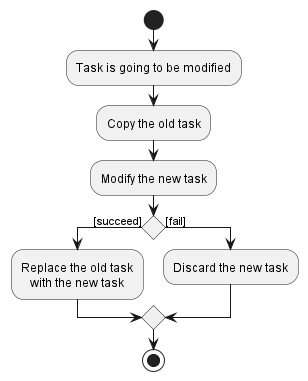 Task is going to be modified
Copy the old task
Modify the new task
[succeed]
[fail]
Replace the old task
with the new task
Discard the new task